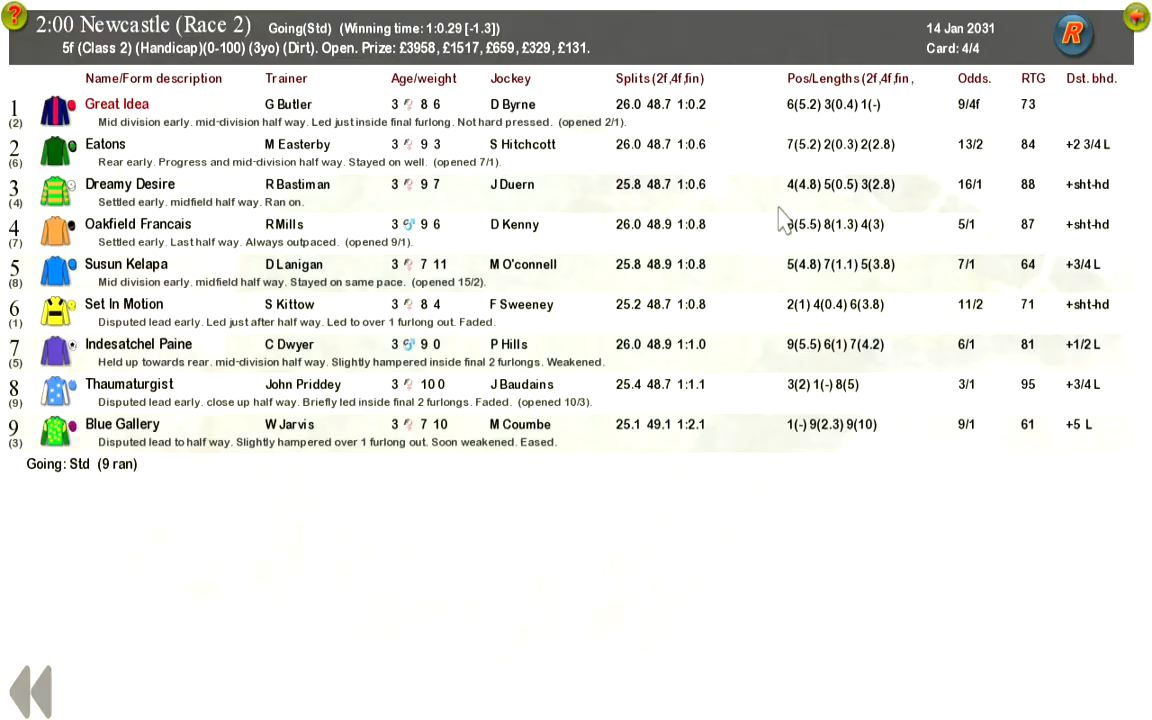 ?
2:00 Newcastle (Race 2) Going(Std) (Winning time: 1:0.29 [-1.3]) 14 Jan 2031
5f (Class 2) (Handicap)(0-100) (3yo) (Dirt). Open. Prize: £3958, £1517, £659, £329, £131. Card: 4/4
R
Name/Form description Trainer Age/weight Jockey Splits (2f,4f,fin) Pos/Lengths (2f,4f,fin, Odds. RTG Dst. bhd.
1 Great Idea G Butler 3 8 6 D Byrne 26.0 48.7 1:0.2 6(5.2) 3(0.4) 1(-) 9/4f 73
(2) Mid division early. mid-division half way. Led just inside final furlong. Not hard pressed. (opened 2/1).
2 Eatons M Easterby 3 9 3 S Hitchcott 26.0 48.7 1:0.6 7(5.2) 2(0.3) 2(2.8) 13/2 84 +2 3/4 L
(6) Rear early. Progress and mid-division half way. Stayed on well. (opened 7/1).
3 Dreamy Desire R Bastiman 3 9 7 J Duern 25.8 48.7 1:0.6 4(4.8) 5(0.5) 3(2.8) 16/1 88 +sht-hd
(4) Settled early. midfield half way. Ran on.
4 Oakfield Francais R Mills 3 9 6 D Kenny 26.0 48.9 1:0.8 (5.5) 8(1.3) 4(3) 5/1 87 +sht-hd
(7) Settled early. Last half way. Always outpaced. (opened 9/1).
5 Susun Kelapa D Lanigan 3 7 11 M O'connell 25.8 48.9 1:0.8 5(4.8) 7(1.1) 5(3.8) 7/1 64 +3/4 L
(8) Mid division early. midfield half way. Stayed on same pace. (opened 15/2).
6 Set In Motion S Kittow 3 8 4 F Sweeney 25.2 48.7 1:0.8 2(1) 4(0.4) 6(3.8) 11/2 71 +sht-hd
(1) Disputed lead early. Led just after half way. Led to over 1 furlong out. Faded.
7 Indesatchel Paine C Dwyer 3 9 0 P Hills 26.0 48.9 1:1.0 9(5.5) 6(1) 7(4.2) 6/1 81 +1/2 L
(5) Held up towards rear. mid-division half way. Slightly hampered inside final 2 furlongs. Weakened.
8 Thaumaturgist John Priddey 3 10 0 J Baudains 25.4 48.7 1:1.1 3(2) 1(-) 8(5) 3/1 95 +3/4 L
(9) Disputed lead early. close up half way. Briefly led inside final 2 furlongs. Faded. (opened 10/3).
9 Blue Gallery W Jarvis 3 7 10 M Coumbe 25.1 49.1 1:2.1 1(-) 9(2.3) 9(10) 9/1 61 +5 L
(3) Disputed lead to half way. Slightly hampered over 1 furlong out. Soon weakened. Eased.
Going: Std (9 ran)